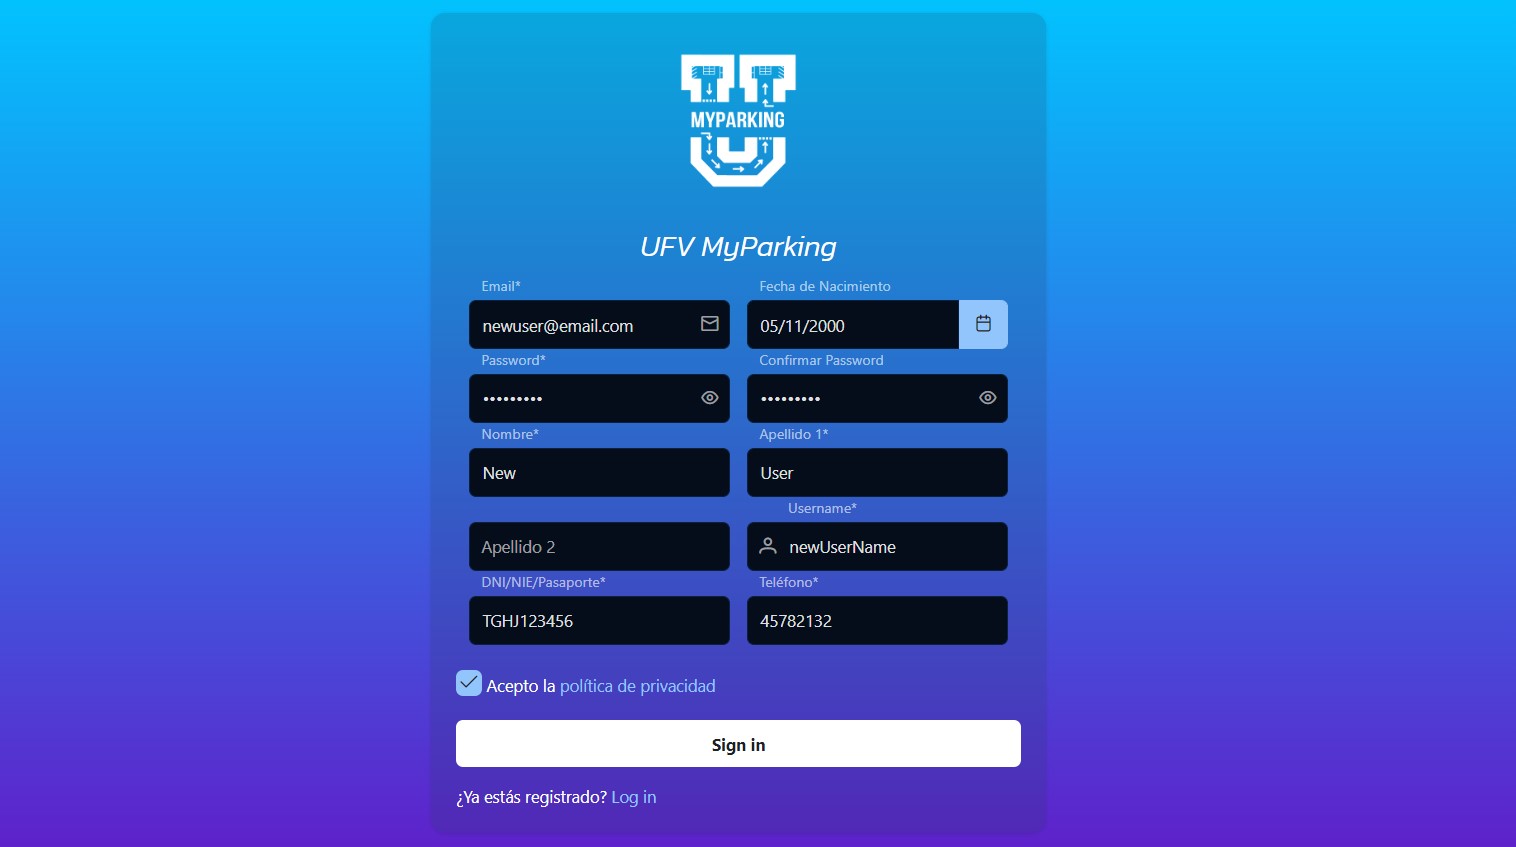 MYPARKING
UFV MyParking
Email* Fecha de Nacimiento
newuser@email.com 05/11/2000
Password* Confirmar Password
••••••••• •••••••••
Nombre* Apellido 1*
New User
Username*
Apellido 2 newUserName
DNI/NIE/Pasaporte* Teléfono*
TGHJ123456 45782132
Acepto la política de privacidad
Sign in
¿Ya estás registrado? Log in